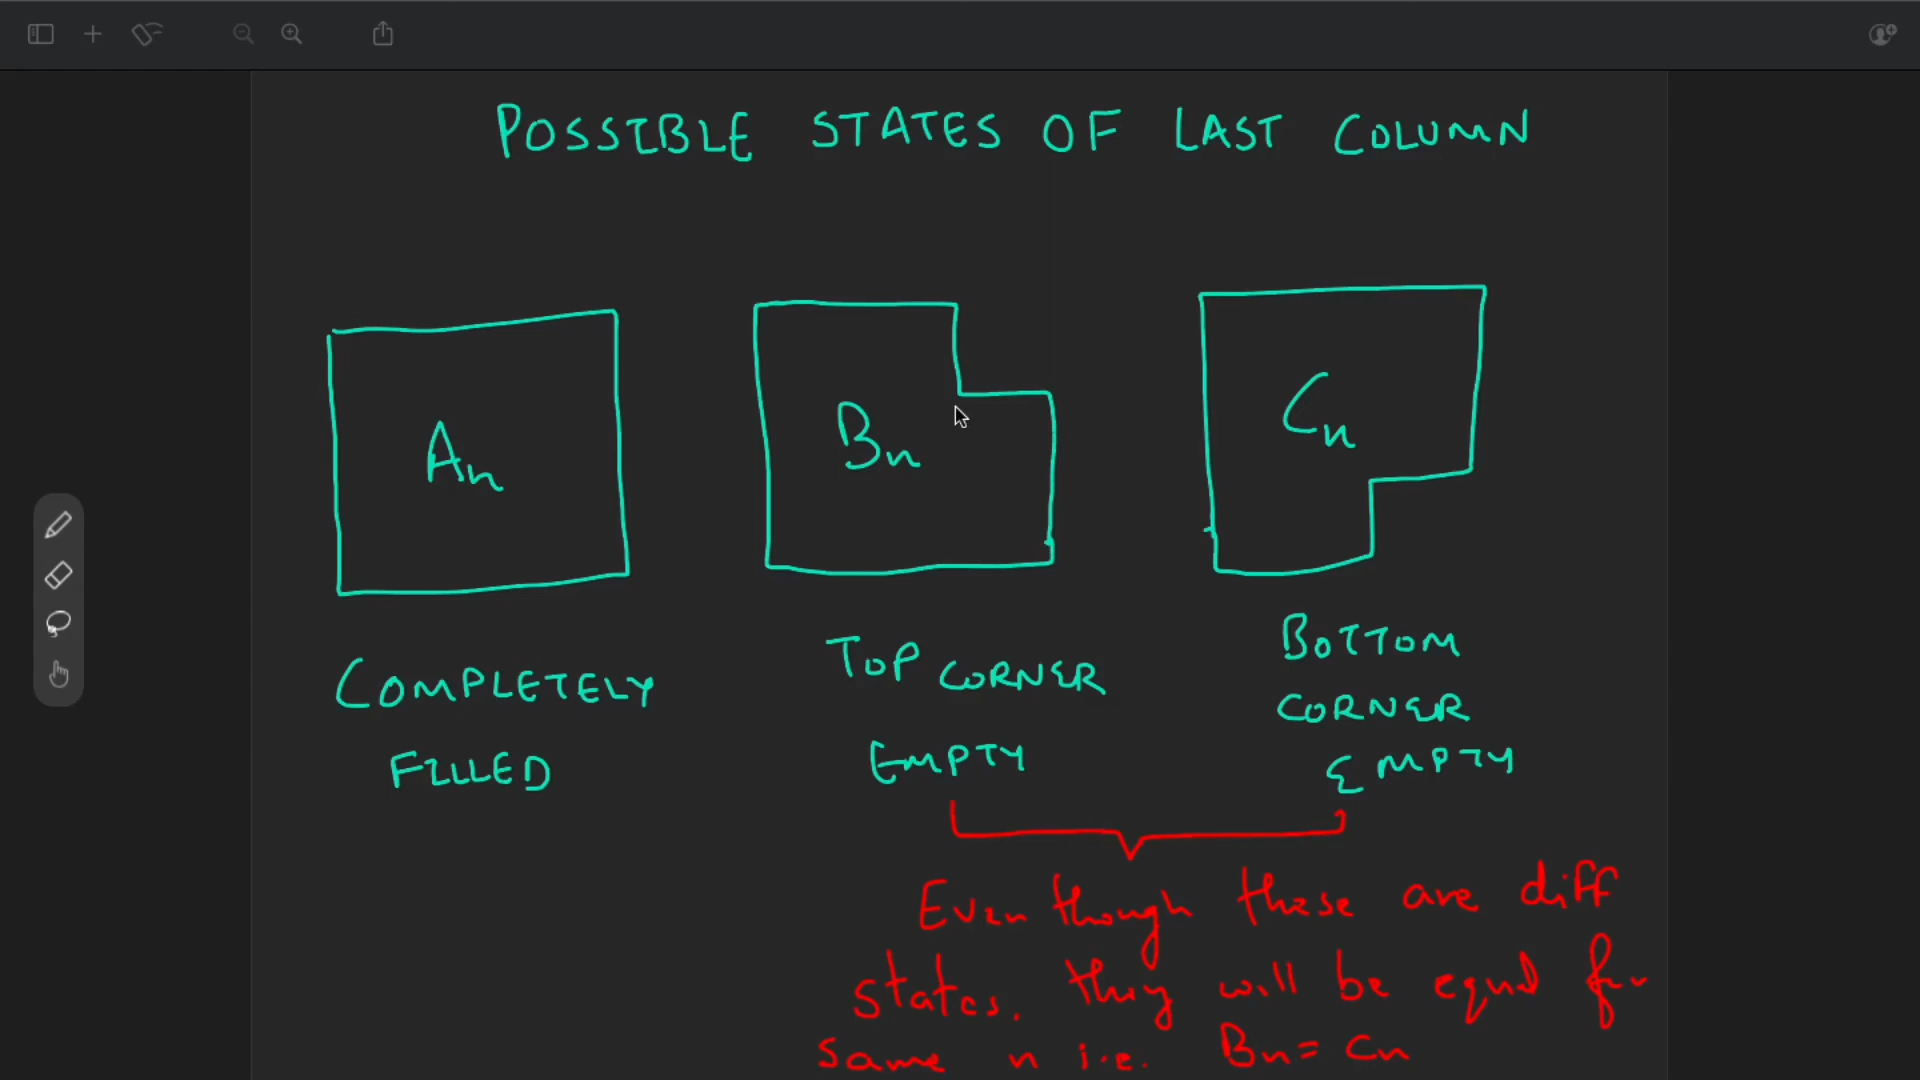 POSSIBLE STATES OF LAST COLUMN
An
Bn
Cn
COMPLETELY
FILLED
TOP CORNER
EMPTY
BOTTOM
CORNER
EMPTY
Even though these are diff
states. they will be equal for
same n i.e. Bn = Cn